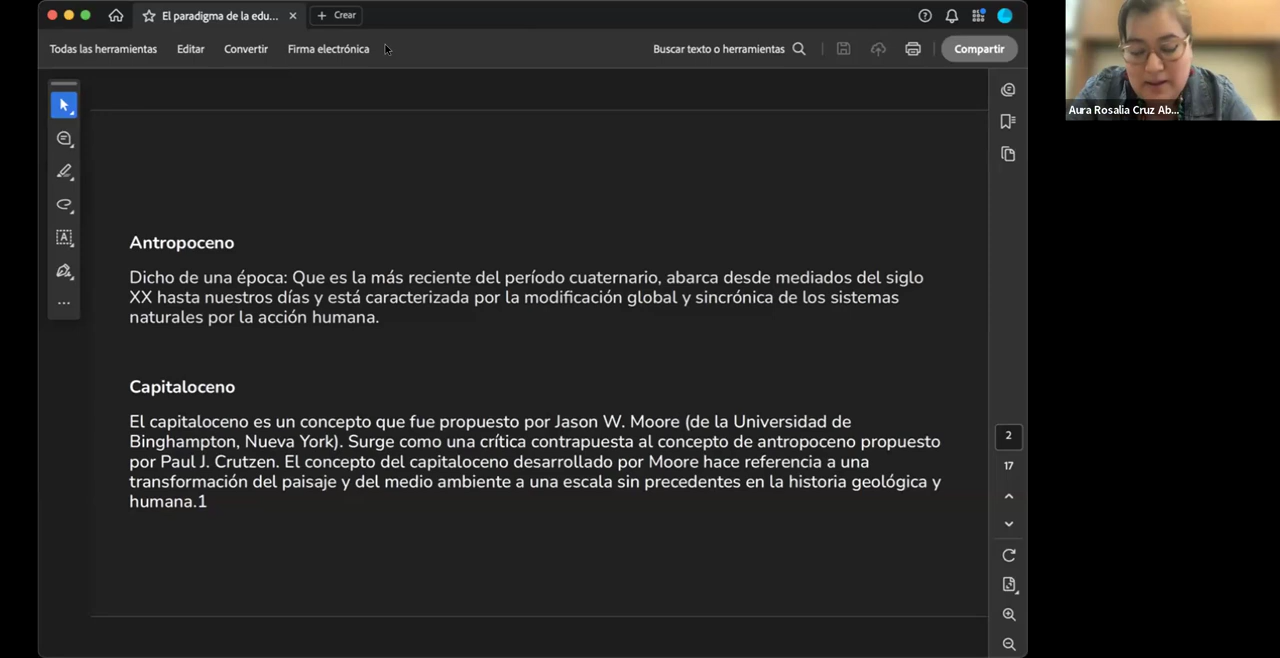 El paradigma de la edu...
Crear
Todas las herramientas
Editar
Convertir
Firma electrónica
Buscar texto o herramientas
Compartir
Aura Rosalia Cruz Ab...
Antropoceno
Dicho de una época: Que es la más reciente del período cuaternario, abarca desde mediados del siglo
XX hasta nuestros días y está caracterizada por la modificación global y sincrónica de los sistemas
naturales por la acción humana.
Capitaloceno
El capitaloceno es un concepto que fue propuesto por Jason W. Moore (de la Universidad de
Binghampton, Nueva York). Surge como una crítica contrapuesta al concepto de antropoceno propuesto
por Paul J. Crutzen. El concepto del capitaloceno desarrollado por Moore hace referencia a una
transformación del paisaje y del medio ambiente a una escala sin precedentes en la historia geológica y
humana.1
2
17